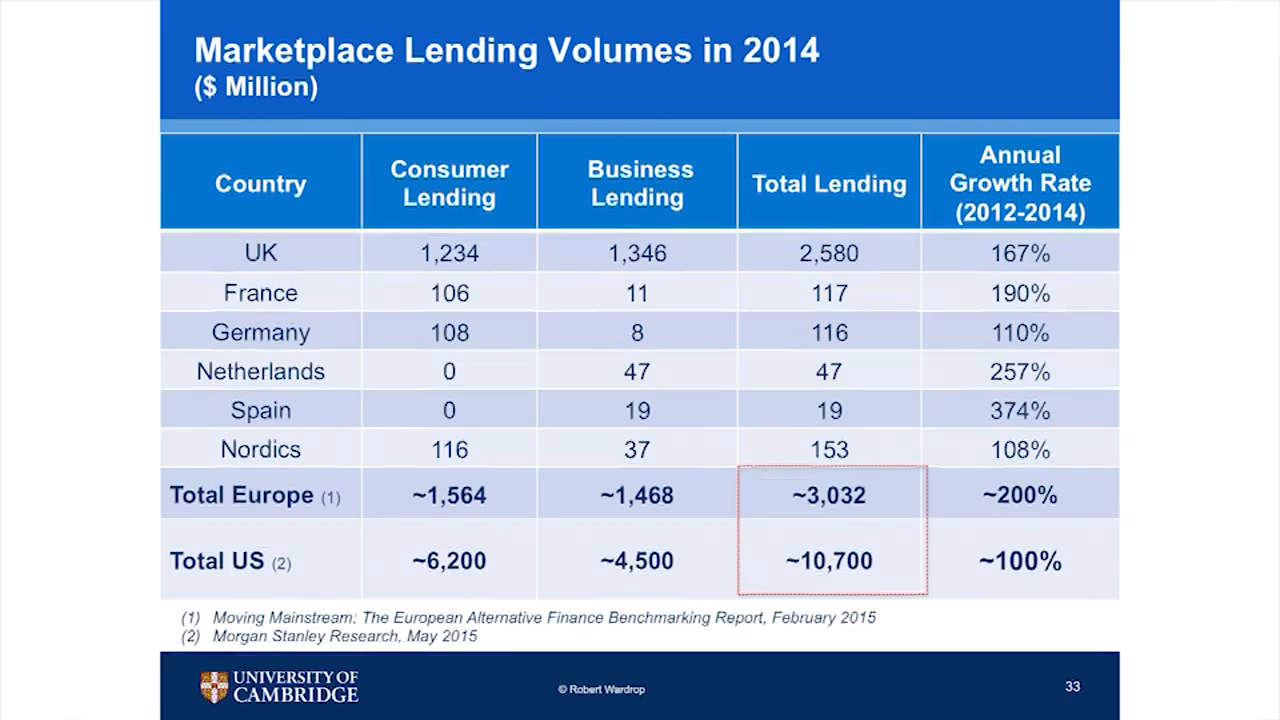 Marketplace Lending Volumes in 2014
($ Million)
Country Consumer Lending Business Lending Total Lending Annual Growth Rate (2012-2014)
UK 1,234 1,346 2,580 167%
France 106 11 117 190%
Germany 108 8 116 110%
Netherlands 0 47 47 257%
Spain 0 19 19 374%
Nordics 116 37 153 108%
Total Europe (1) ~1,564 ~1,468 ~3,032 ~200%
Total US (2) ~6,200 ~4,500 ~10,700 ~100%
(1) Moving Mainstream: The European Alternative Finance Benchmarking Report, February 2015
(2) Morgan Stanley Research, May 2015
UNIVERSITY OF
CAMBRIDGE
© Robert Wardrop
33